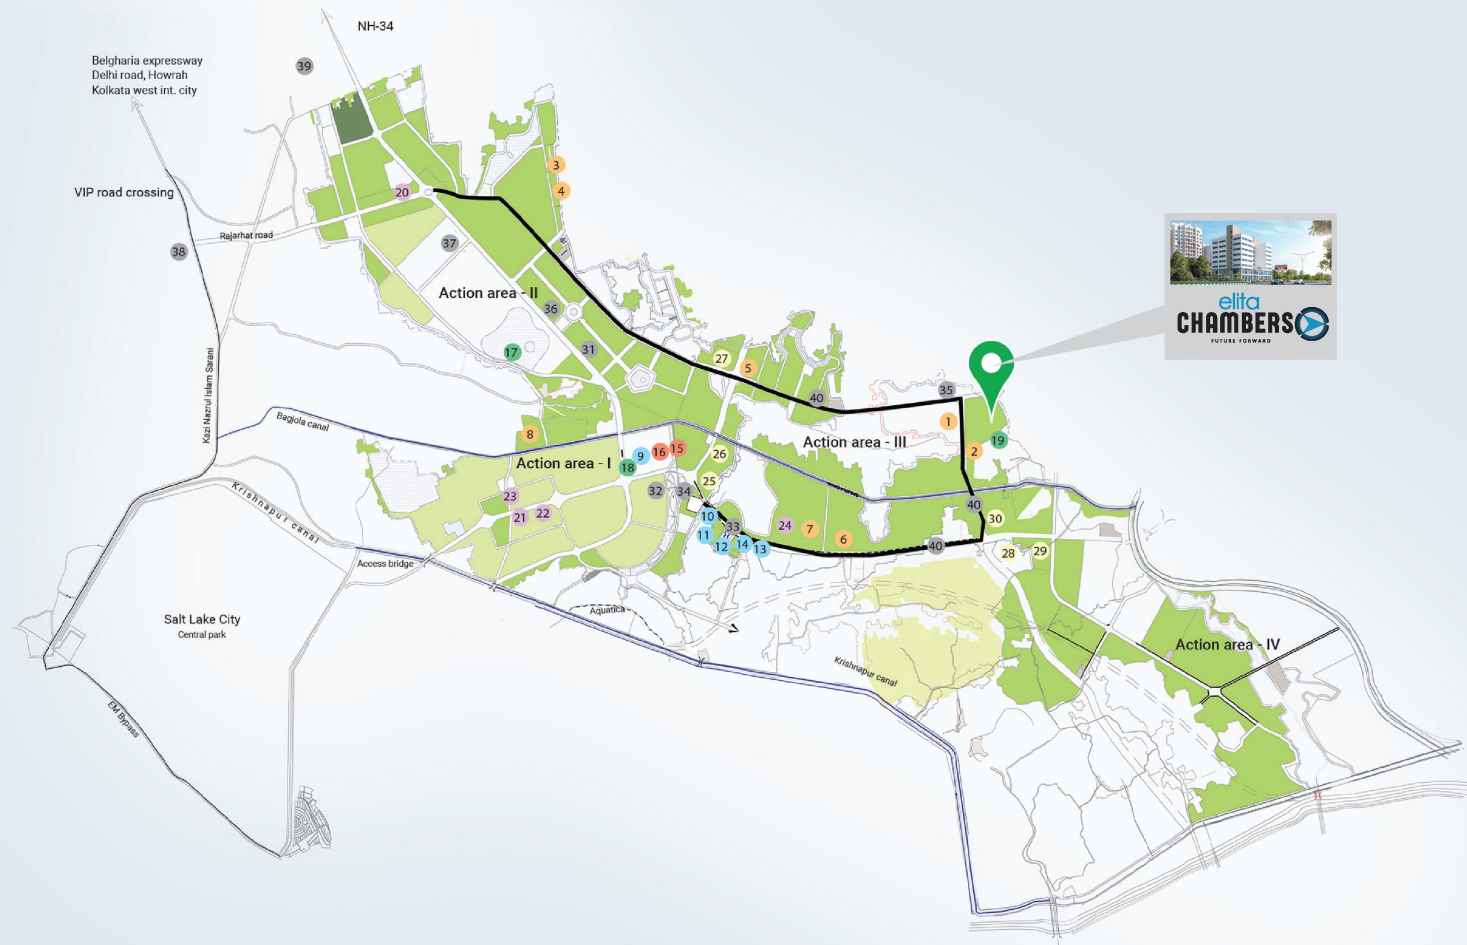 NH-34
39
Belgharia expressway
Delhi road, Howrah
Kolkata west int. city
3
VIP road crossing
20
4
Rajarhat road
37
38
elita
CHAMBERS
FUTURE FORWARD
Action area - II
36
17
31
27
5
Kazi Nazrul Islam Sarani
40
35
1
Bagjola canal
8
Action area - III
19
2
Action area - I
9
16
15
26
18
25
23
32
34
Krishnapur canal
21
22
10
40
33
24
7
30
11
12
14
13
6
40
28
29
Access bridge
Salt Lake City
Central park
Aquatica
Krishnapur canal
Action area - IV
EM Bypass